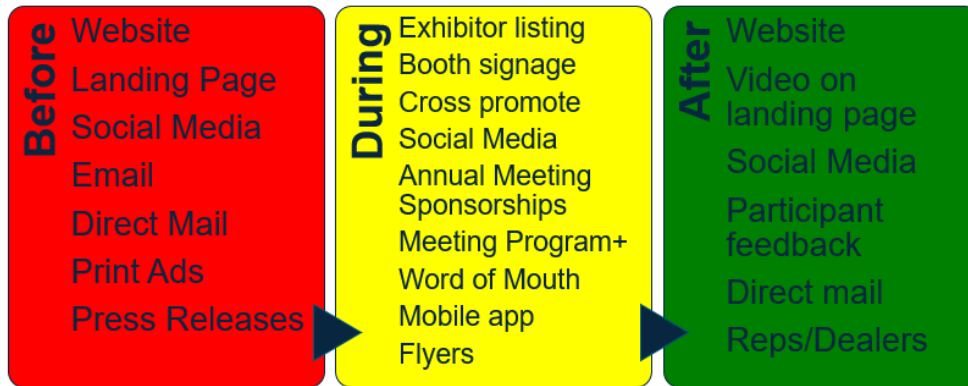 Before
Website
Landing Page
Social Media
Email
Direct Mail
Print Ads
Press Releases
During
Exhibitor listing
Booth signage
Cross promote
Social Media
Annual Meeting
Sponsorships
Meeting Program+
Word of Mouth
Mobile app
Flyers
After
Website
Video on
landing page
Social Media
Participant
feedback
Direct mail
Reps/Dealers